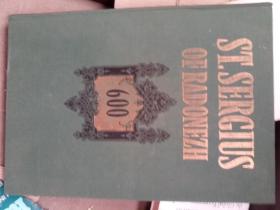 ST. SERGIUS
OF RADONEZH
600